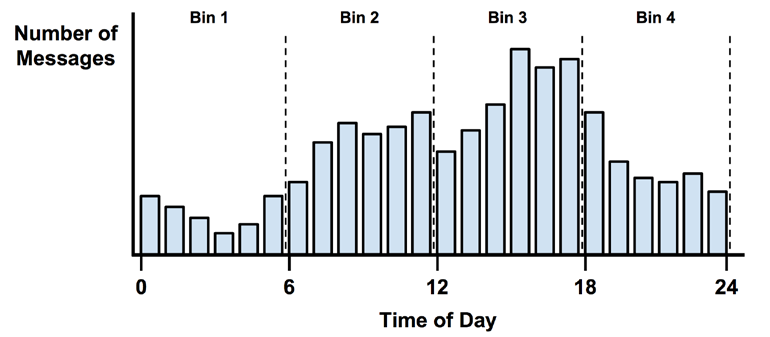 Bin 1 Bin 2 Bin 3 Bin 4
Number of
Messages
0 6 12 18 24
Time of Day